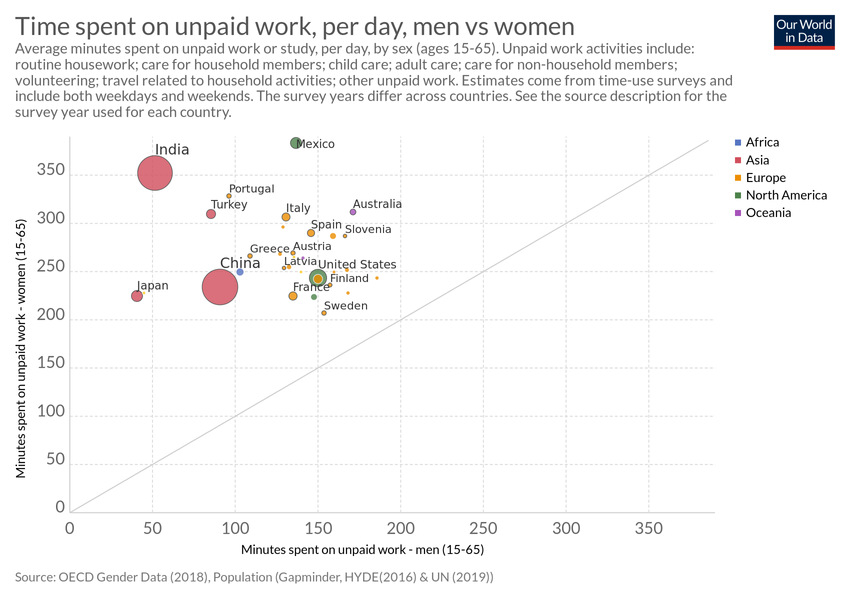 Time spent on unpaid work, per day, men vs women
Our World
in Data
Average minutes spent on unpaid work or study, per day, by sex (ages 15-65). Unpaid work activities include:
routine housework; care for household members; child care; adult care; care for non-household members;
volunteering; travel related to household activities; other unpaid work. Estimates come from time-use surveys and
include both weekdays and weekends. The survey years differ across countries. See the source description for the
survey year used for each country.
Africa
Asia
Europe
North America
Oceania
Minutes spent on unpaid work - women (15-65)
350
300
250
200
150
100
50
0
India
Mexico
Portugal
Turkey
Italy
Australia
Spain
Slovenia
Greece
Austria
China
Latvia
United States
Finland
Japan
France
Sweden
0
50
100
150
200
250
300
350
Minutes spent on unpaid work - men (15-65)
Source: OECD Gender Data (2018), Population (Gapminder, HYDE(2016) & UN (2019))